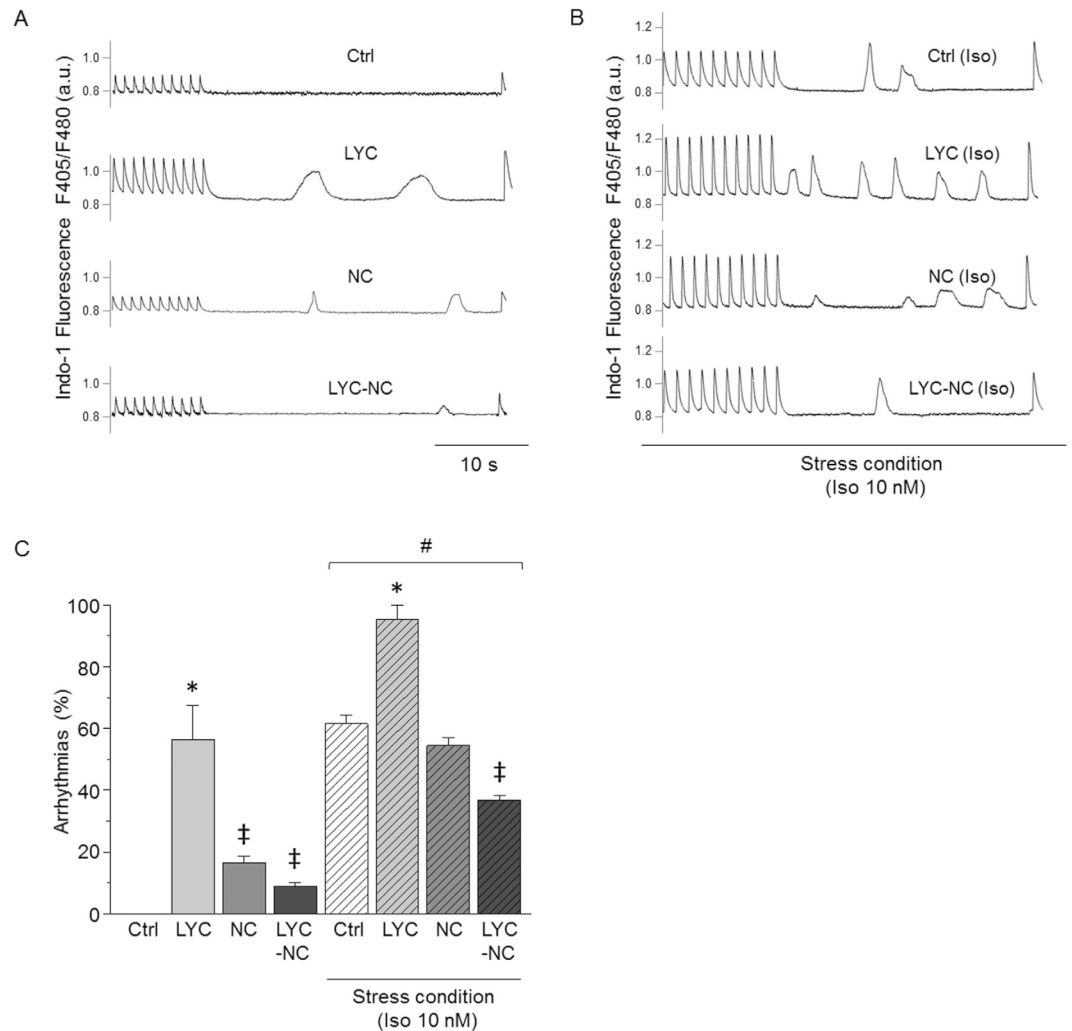 A
Indo-1 Fluorescence F405/F480 (a.u.)
1.0
0.8
Ctrl
1.0
0.8
LYC
1.0
0.8
NC
1.0
0.8
LYC-NC
10 s
B
Indo-1 Fluorescence F405/F480 (a.u.)
1.2
1.0
0.8
Ctrl (Iso)
1.2
1.0
0.8
LYC (Iso)
1.2
1.0
0.8
NC (Iso)
1.2
1.0
0.8
LYC-NC (Iso)
Stress condition
(Iso 10 nM)
C
Arrhythmias (%)
100
80
60
40
20
0
* ‡ ‡ # * ‡
Ctrl LYC NC LYC Ctrl LYC NC LYC
-NC -NC
Stress condition
(Iso 10 nM)